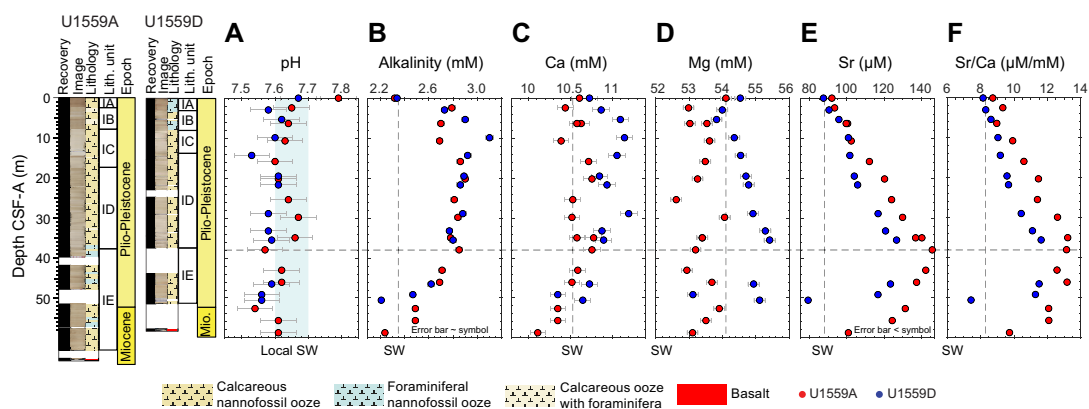 U1559A
U1559D
Recovery
Image
Lithology
Lith. unit
Epoch
Recovery
Image
Lithology
Lith. unit
Epoch
A
B
C
D
E
F
pH
Alkalinity (mM)
Ca (mM)
Mg (mM)
Sr (µM)
Sr/Ca (µM/mM)
7.5 7.6 7.7 7.8
2.2 2.6 3.0
10 11 12
52 53 54 55 56
80 100 120 140
6 8 10 12 14
Depth CSF-A (m)
0
10
20
30
40
50
IA
IB
IC
ID
IE
Plio-Pleistocene
Miocene
IA
IB
IC
ID
IE
Plio-Pleistocene
Mio.
Error bar ~ symbol
Error bar < symbol
Local SW
SW
SW
SW
SW
SW
Calcareous
nannofossil ooze
Foraminiferal
nannofossil ooze
Calcareous ooze
with foraminifera
Basalt
U1559A
U1559D